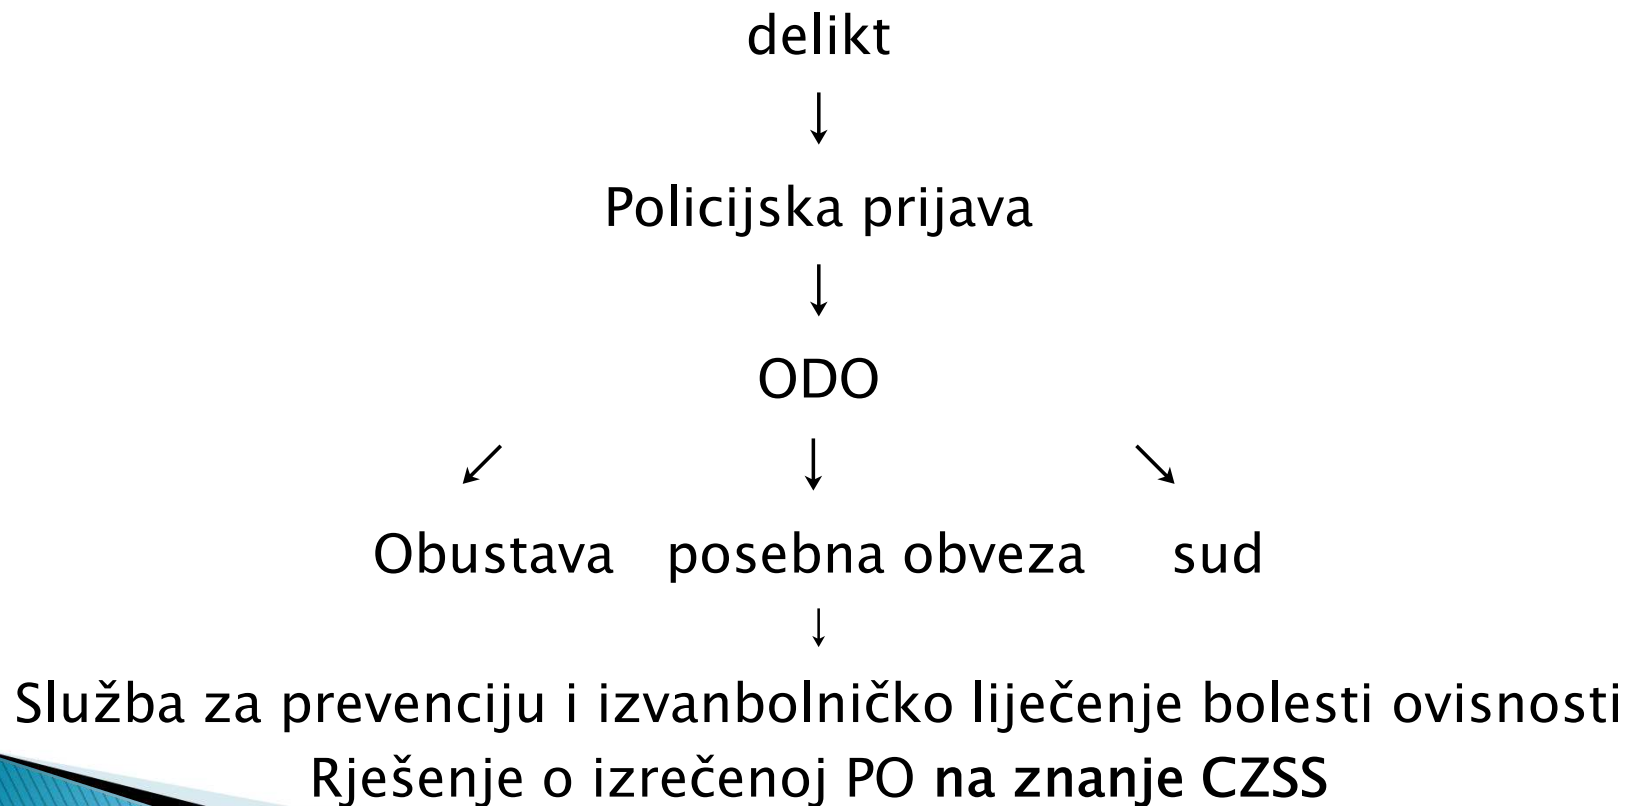 delikt
↓
Policijska prijava
↓
ODO
↙ ↓ ↘
Obustava posebna obveza sud
↓
Služba za prevenciju i izvanbolničko liječenje bolesti ovisnosti
Rješenje o izrečenoj PO na znanje CZSS